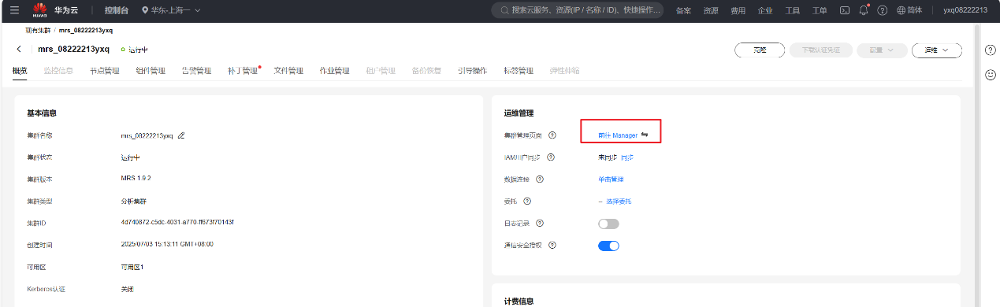 HUAWEI 华为云 控制台 华东-上海一 搜索云服务、资源(IP / 名称 / ID)、快捷操作... 备案 资源 费用 企业 工具 工单 简体 yxq08222213
现有集群 / mrs_08222213yxq
mrs_08222213yxq 运行中 克隆 下载认证凭证 配置 运维
概览 监控信息 节点管理 组件管理 告警管理 补丁管理 文件管理 作业管理 租户管理 备份恢复 引导操作 标签管理 弹性伸缩
基本信息
集群名称 mrs_08222213yxq
集群状态 运行中
集群版本 MRS 1.9.2
集群类型 分析集群
集群ID 4d740872-c5dc-4031-a770-ff673f70143f
创建时间 2025/07/03 15:13:11 GMT+08:00
可用区 可用区1
Kerberos认证 关闭
运维管理
集群管理页面 前往 Manager
IAM用户同步 未同步 同步
数据连接 单击管理
委托 -- 选择委托
日志记录
通信安全授权
计费信息